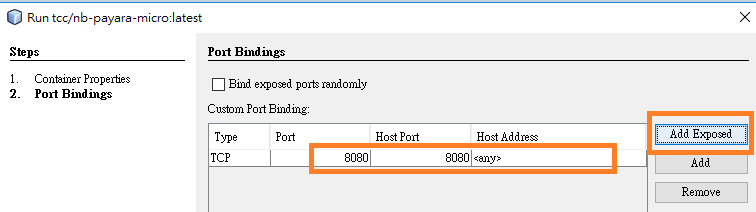 Run tcc/nb-payara-micro:latest
Steps
1. Container Properties
2. Port Bindings
Port Bindings
Bind exposed ports randomly
Custom Port Binding:
Type Port Host Port Host Address
TCP 8080 8080 <any>
Add Exposed
Add
Remove